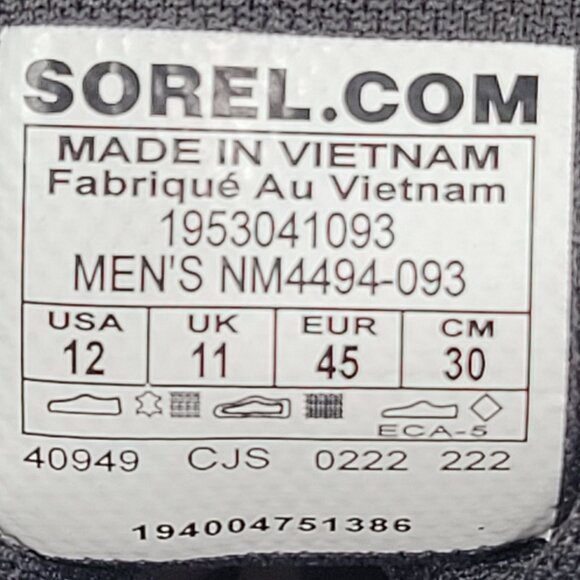 SOREL.COM
MADE IN VIETNAM
Fabriqué Au Vietnam
1953041093
MEN'S NM4494-093
USA UK EUR CM
12 11 45 30
ECA-5
40949 CJS 0222 222
194004751386